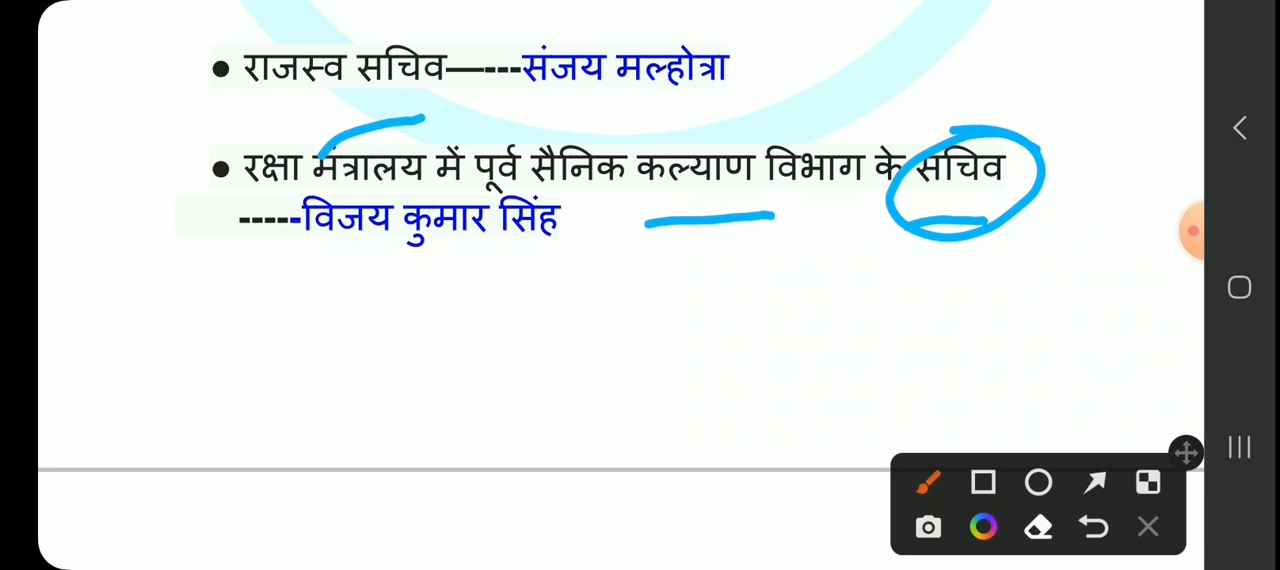 ● राजस्व सचिव—---संजय मल्होत्रा
● रक्षा मंत्रालय में पूर्व सैनिक कल्याण विभाग के सचिव
-----विजय कुमार सिंह